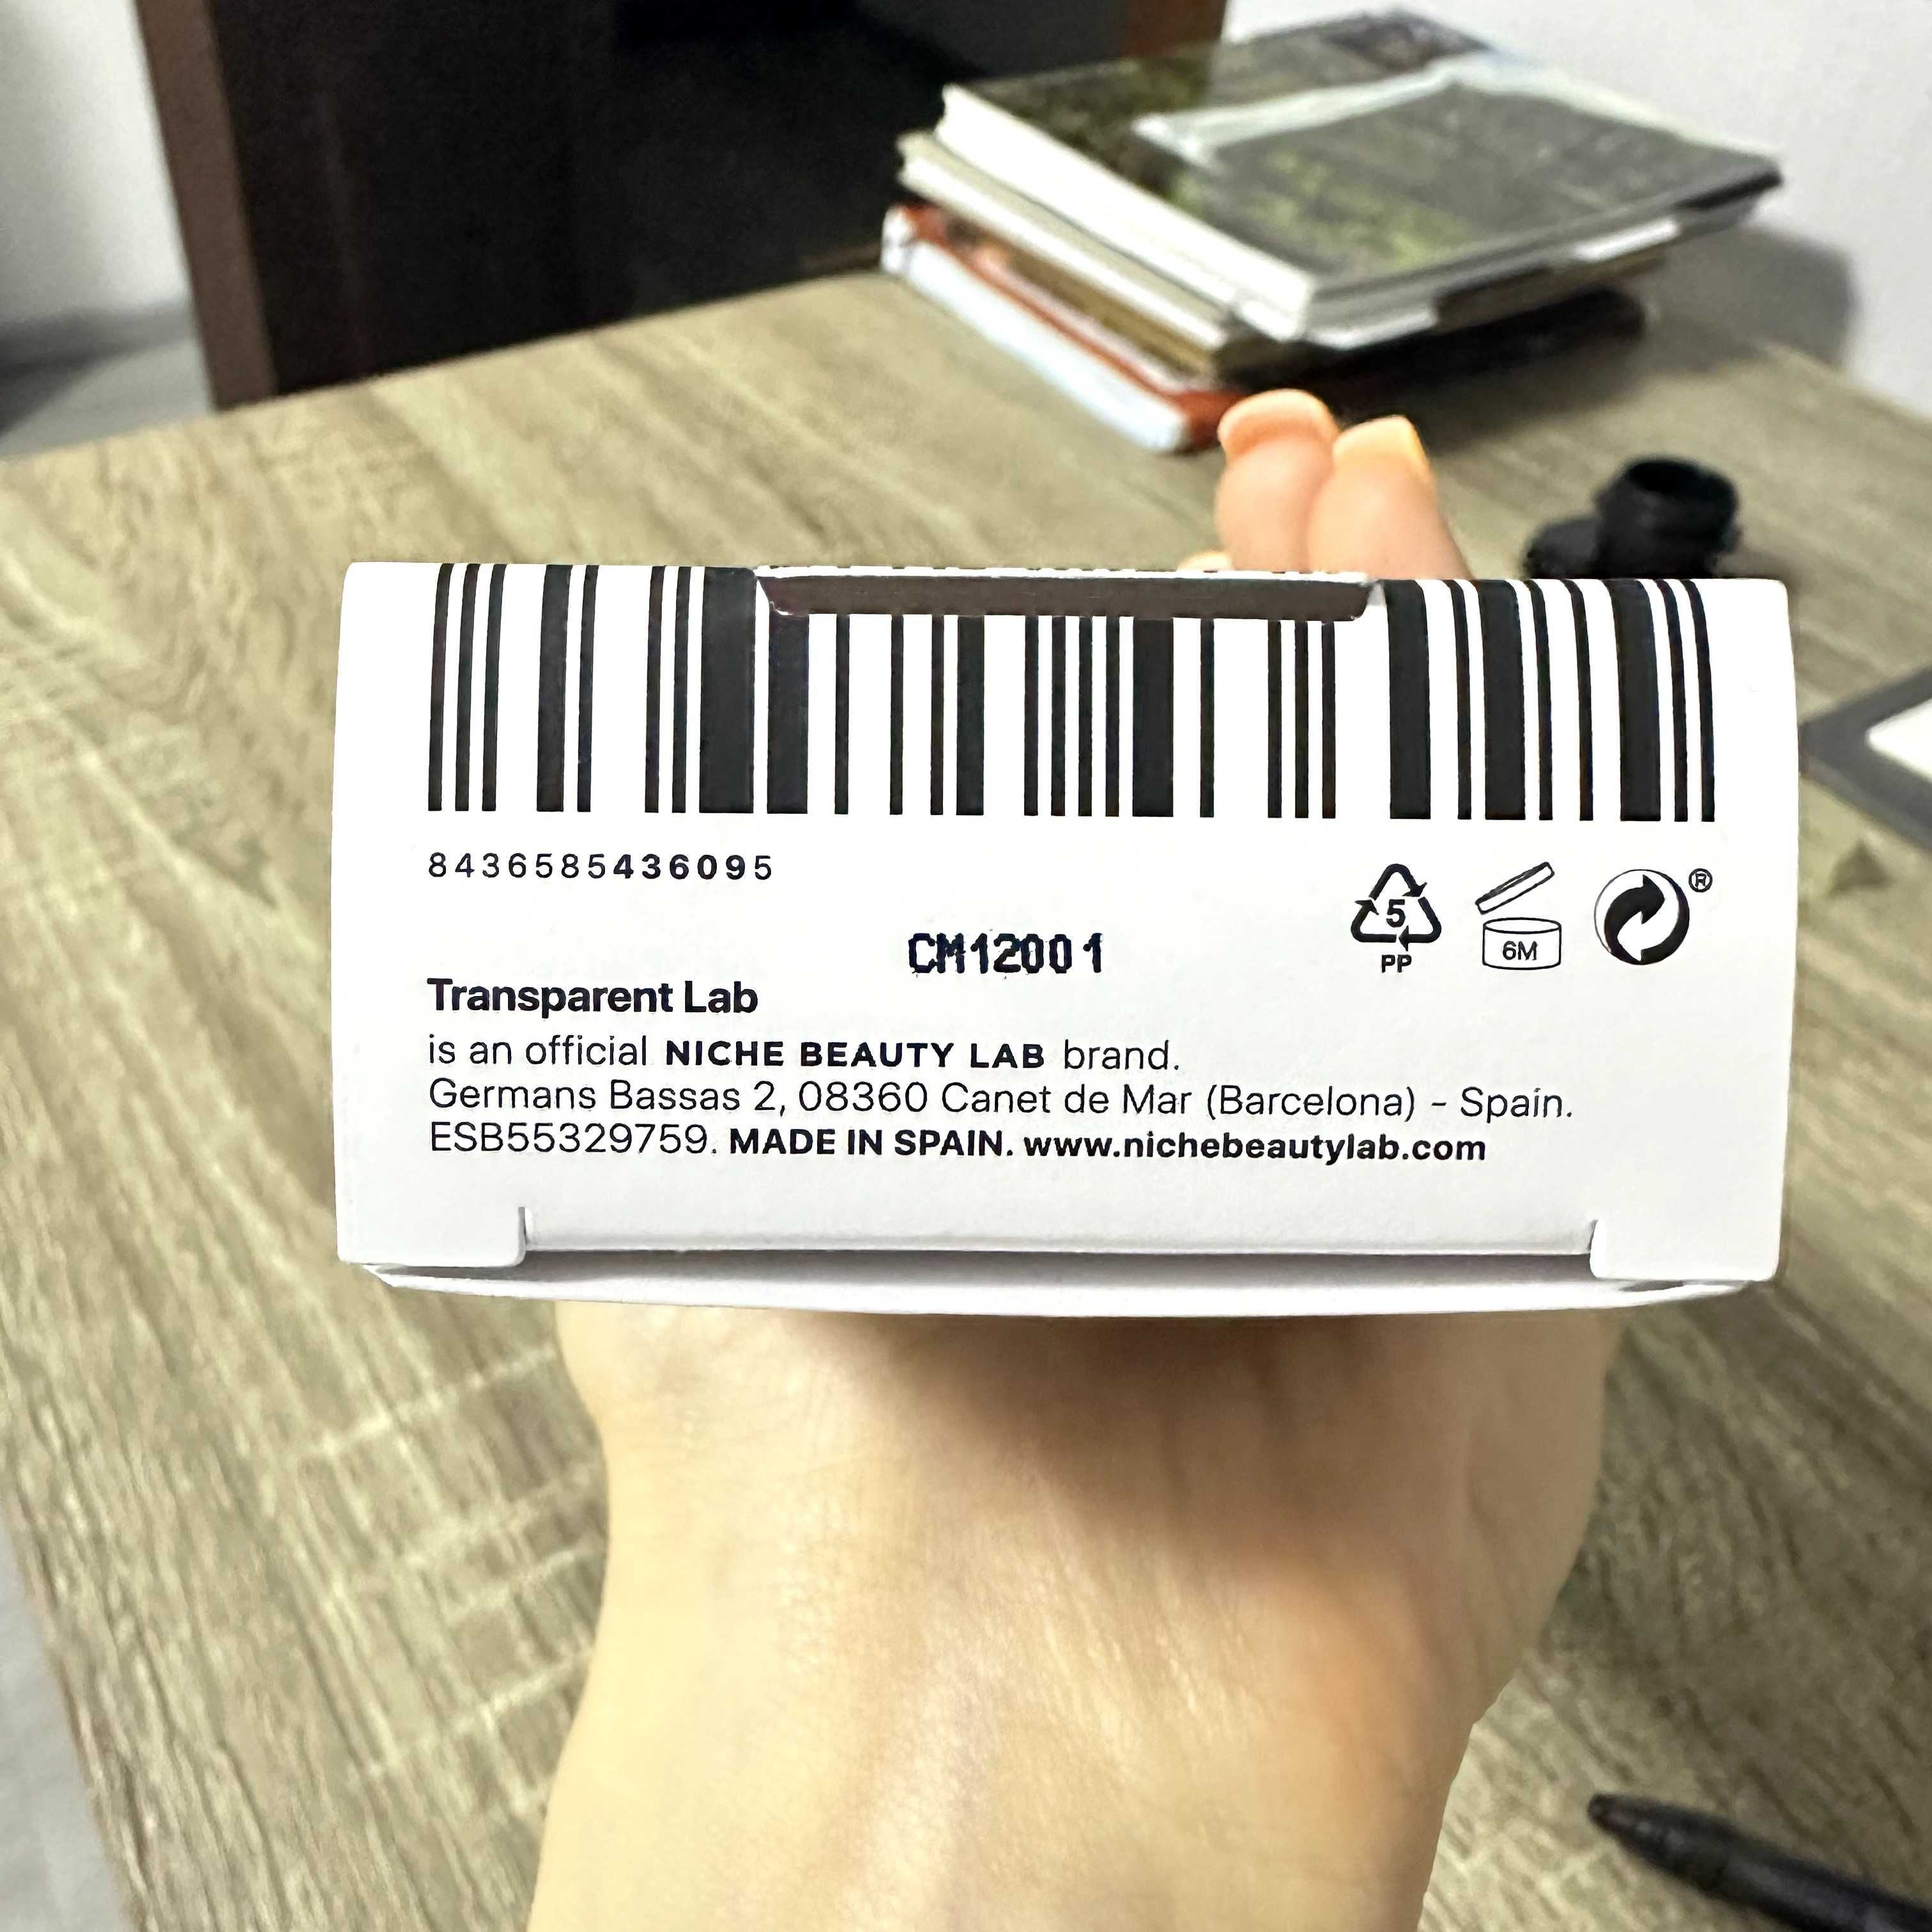 8436585436095
CM12001
5
PP
6M
®
Transparent Lab
is an official NICHE BEAUTY LAB brand.
Germans Bassas 2, 08360 Canet de Mar (Barcelona) - Spain.
ESB55329759. MADE IN SPAIN. www.nichebeautylab.com